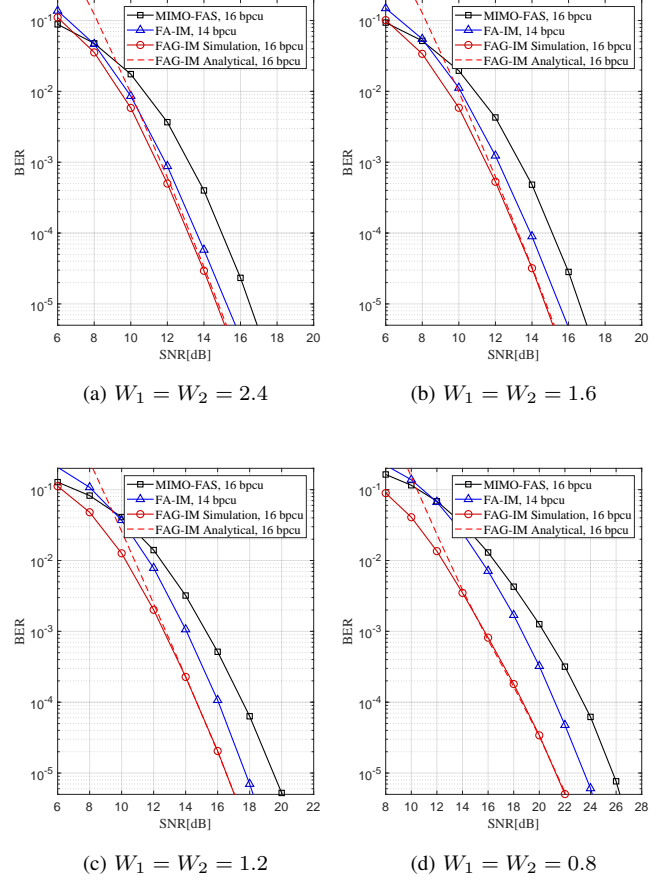 10^-1
10^-2
10^-3
10^-4
10^-5
BER
MIMO-FAS, 16 bpcu
FA-IM, 14 bpcu
FAG-IM Simulation, 16 bpcu
FAG-IM Analytical, 16 bpcu
6 8 10 12 14 16 18 20
SNR[dB]
(a) W_1 = W_2 = 2.4
10^-1
10^-2
10^-3
10^-4
10^-5
BER
MIMO-FAS, 16 bpcu
FA-IM, 14 bpcu
FAG-IM Simulation, 16 bpcu
FAG-IM Analytical, 16 bpcu
6 8 10 12 14 16 18 20
SNR[dB]
(b) W_1 = W_2 = 1.6
10^-1
10^-2
10^-3
10^-4
10^-5
BER
MIMO-FAS, 16 bpcu
FA-IM, 14 bpcu
FAG-IM Simulation, 16 bpcu
FAG-IM Analytical, 16 bpcu
6 8 10 12 14 16 18 20 22
SNR[dB]
(c) W_1 = W_2 = 1.2
10^-1
10^-2
10^-3
10^-4
10^-5
BER
MIMO-FAS, 16 bpcu
FA-IM, 14 bpcu
FAG-IM Simulation, 16 bpcu
FAG-IM Analytical, 16 bpcu
8 10 12 14 16 18 20 22 24 26 28
SNR[dB]
(d) W_1 = W_2 = 0.8